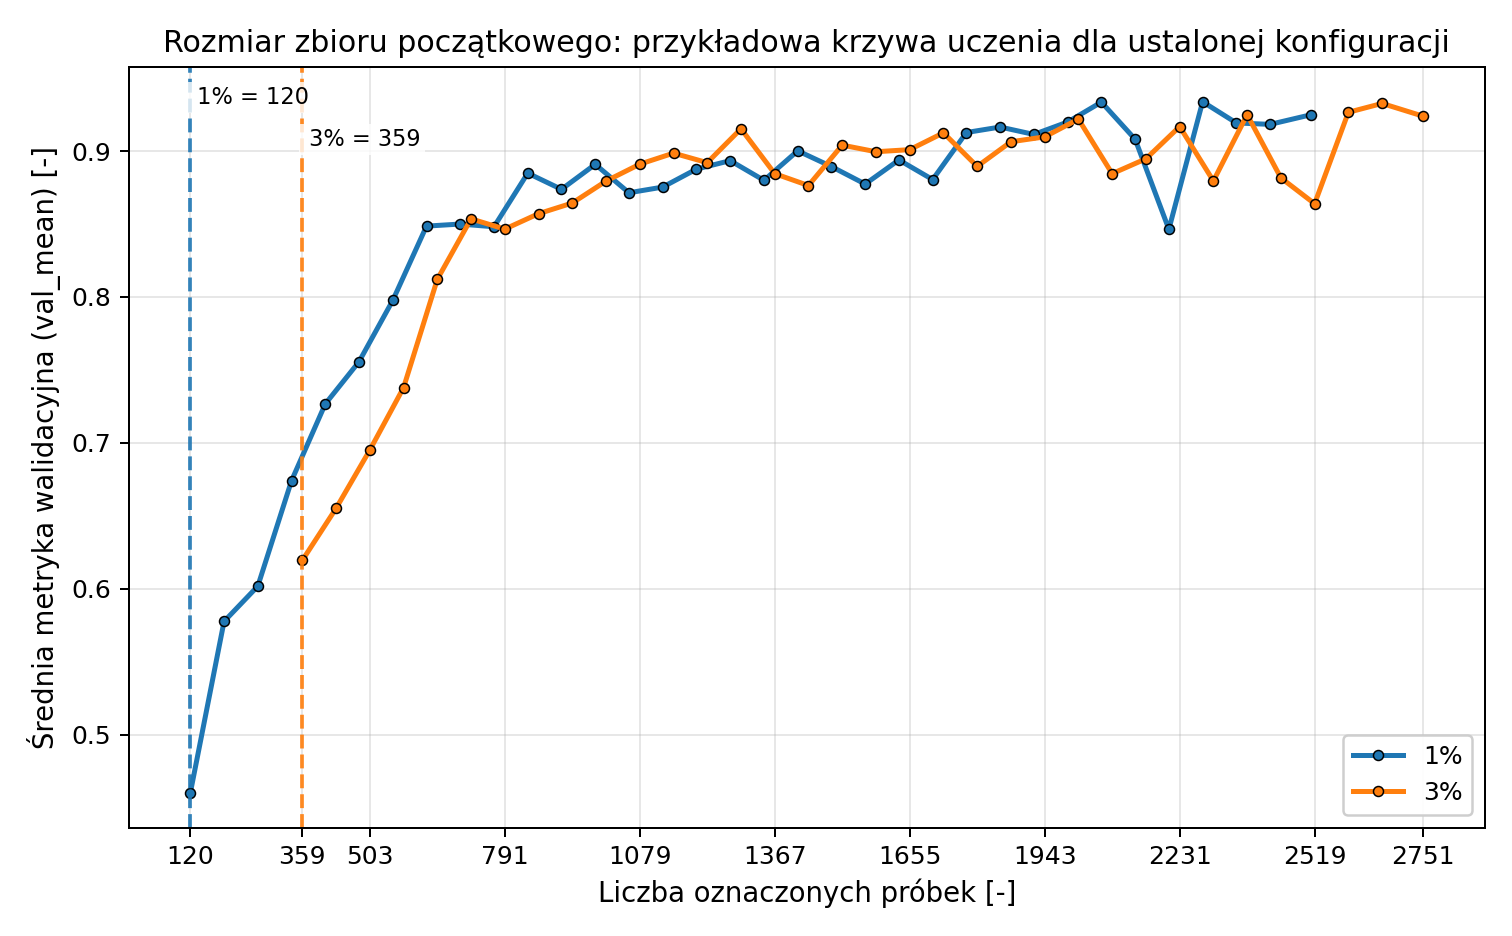 Rozmiar zbioru początkowego: przykładowa krzywa uczenia dla ustalonej konfiguracji
1% = 120
3% = 359
Średnia metryka walidacyjna (val_mean) [-]
0.9
0.8
0.7
0.6
0.5
1%
3%
120 359 503 791 1079 1367 1655 1943 2231 2519 2751
Liczba oznaczonych próbek [-]